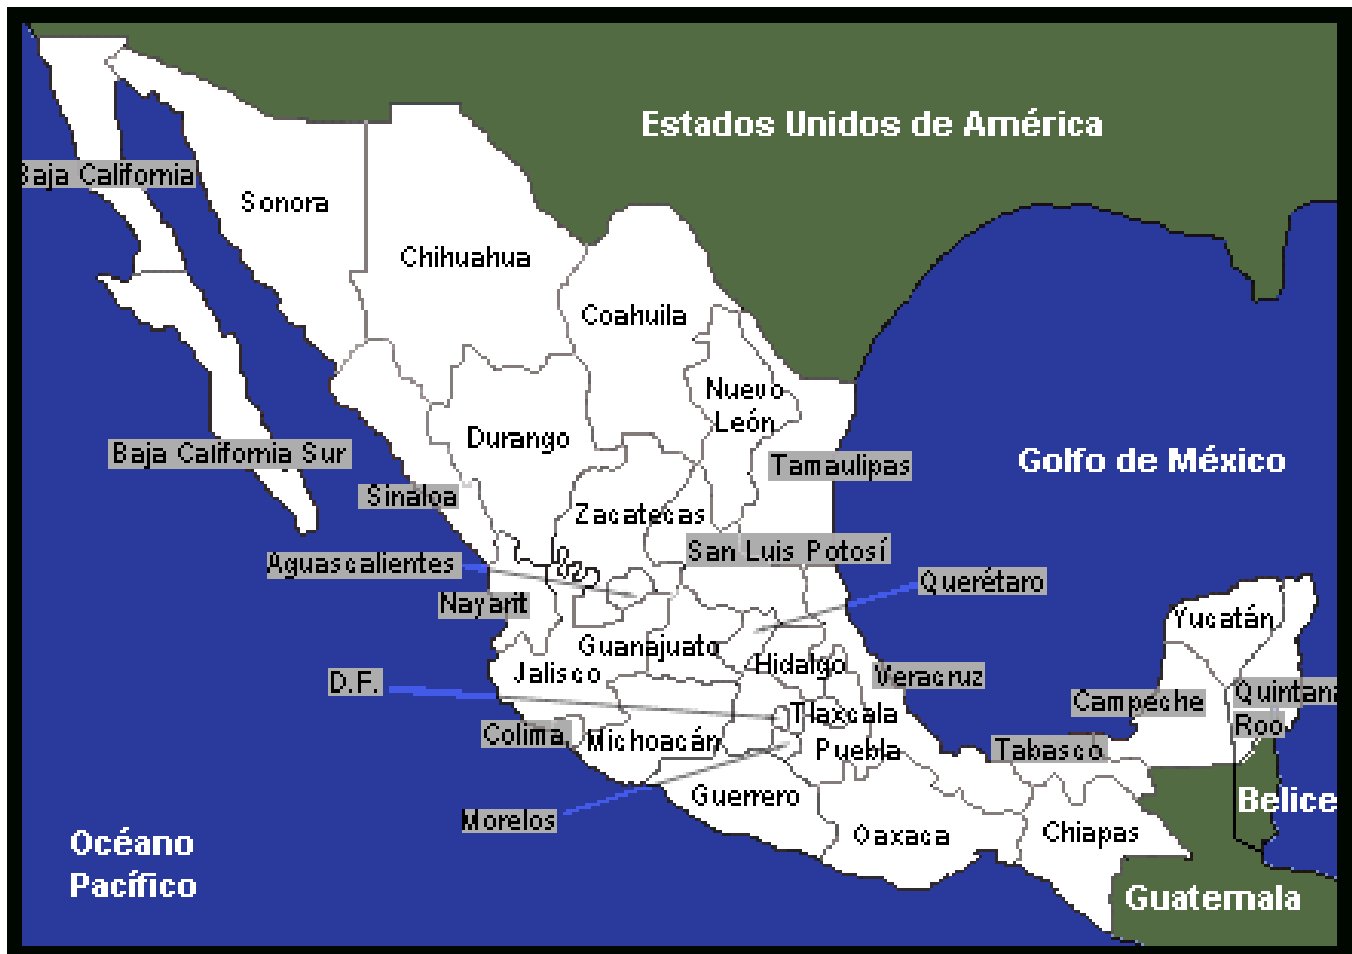 Estados Unidos de América
Baja California
Sonora
Chihuahua
Coahuila
Nuevo
León
Durango
Baja California Sur
Golfo de México
Tamaulipas
Sinaloa
Zacatecas
San Luis Potosí
Aguascalientes
Querétaro
Nayarit
Yucatán
Guanajuato
Hidalgo
Jalisco
D.F.
Veracruz
Quintana
Roo
Campeche
Tlaxcala
Colima
Michoacán
Puebla
Tabasco
Guerrero
Belice
Morelos
Oaxaca
Chiapas
Océano
Pacífico
Guatemala